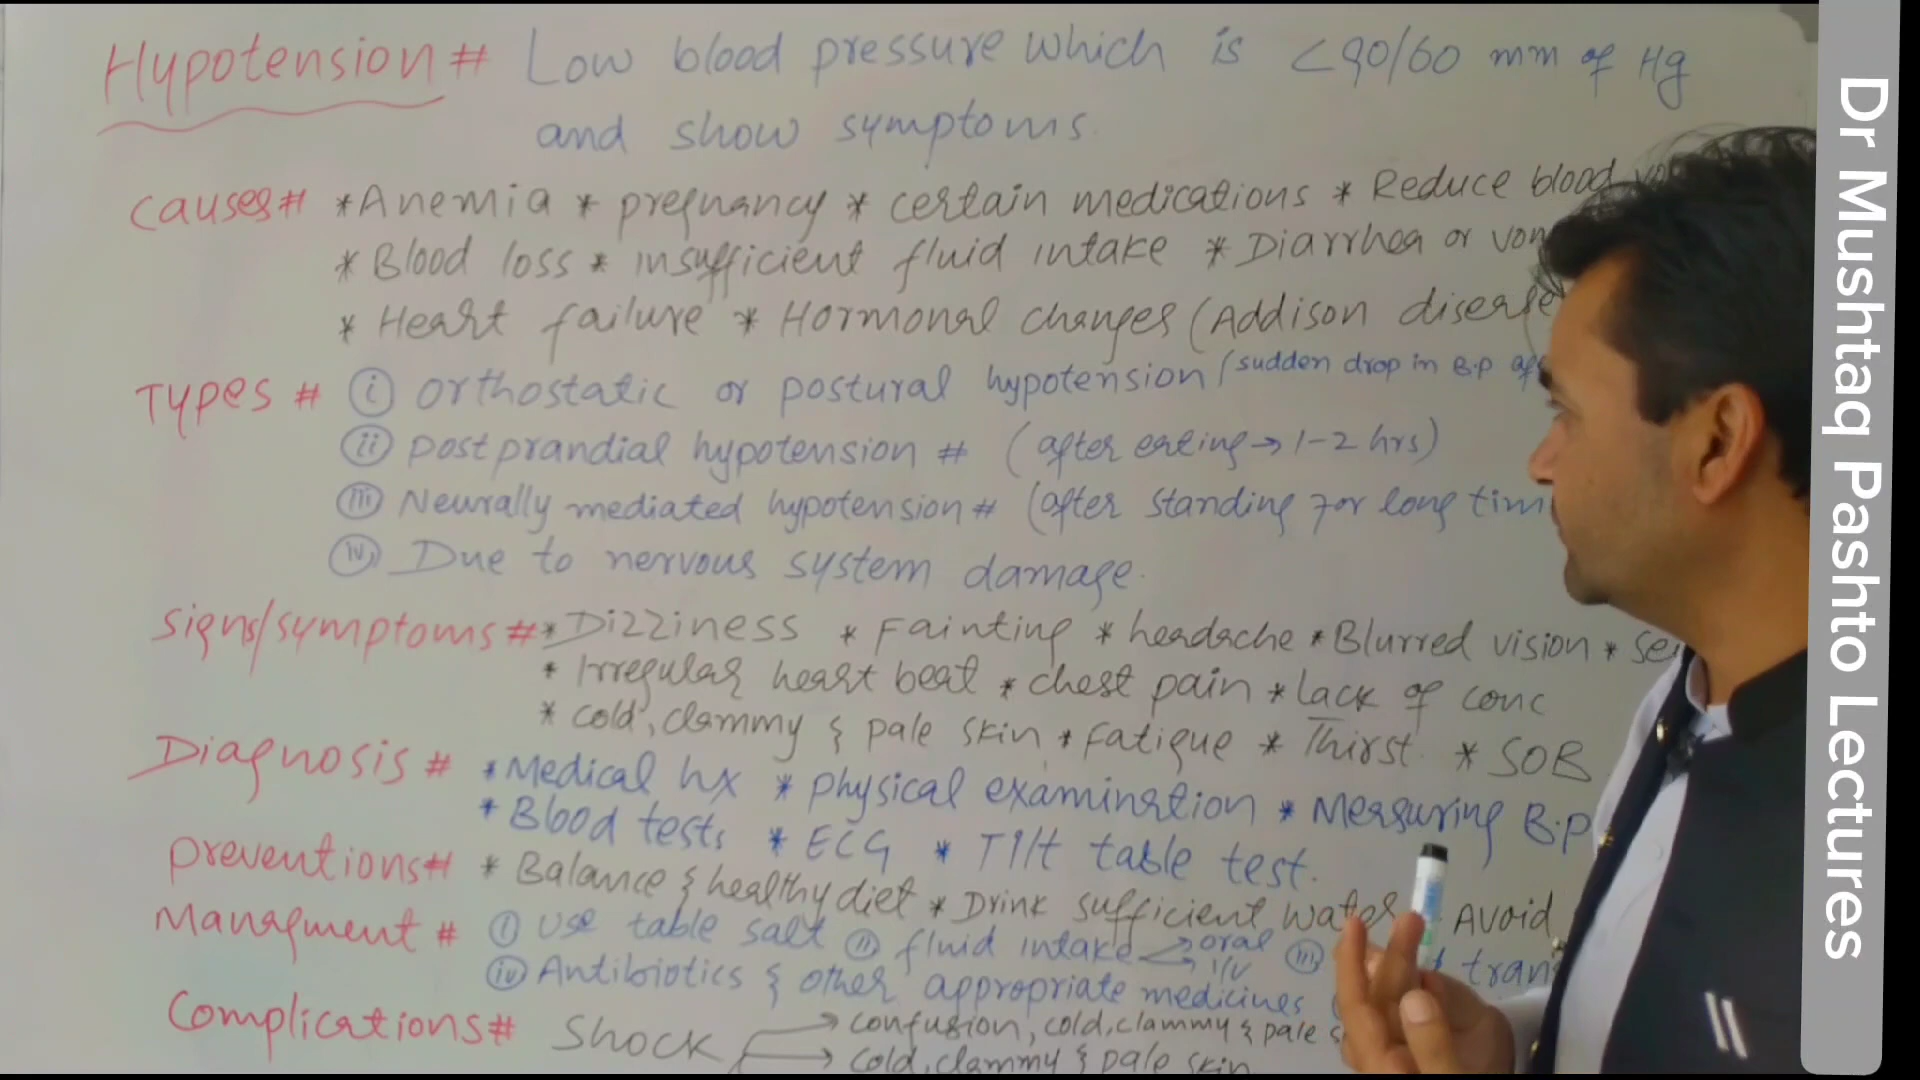 Hypotension # Low blood pressure which is <90/60 mm of Hg
and show symptoms.
Causes # * Anemia * pregnancy * certain medications * Reduce blood
* Blood loss * insufficient fluid intake * Diarrhea or
* Heart failure * Hormonal changes (Addison disease
Types # (i) orthostatic or postural hypotension (sudden drop in B.P
(ii) post prandial hypotension # (after eating → 1-2 hrs)
(iii) Neurally mediated hypotension # (after standing for long
(iv) Due to nervous system damage.
Signs/symptoms # * Dizziness * Fainting * headache * Blurred vision *
* Irregular heart beat * chest pain * Lack of conc
* cold, clammy & pale skin * Fatigue * Thirst. * SOB
Diagnosis # * Medical hx * physical examination * Measuring B.P
* Blood tests * ECG * Tilt table test.
preventions # * Balance & healthy diet * Drink sufficient water. Avoid
Managment # (i) Use table salt (ii) fluid intake oral I/V (iii)
(iv) Antibiotics & other appropriate medicines
Complications # Shock → confusion, cold, clammy & pale
→ cold, clammy & pale skin
Dr Mushtaq Pashto Lectures